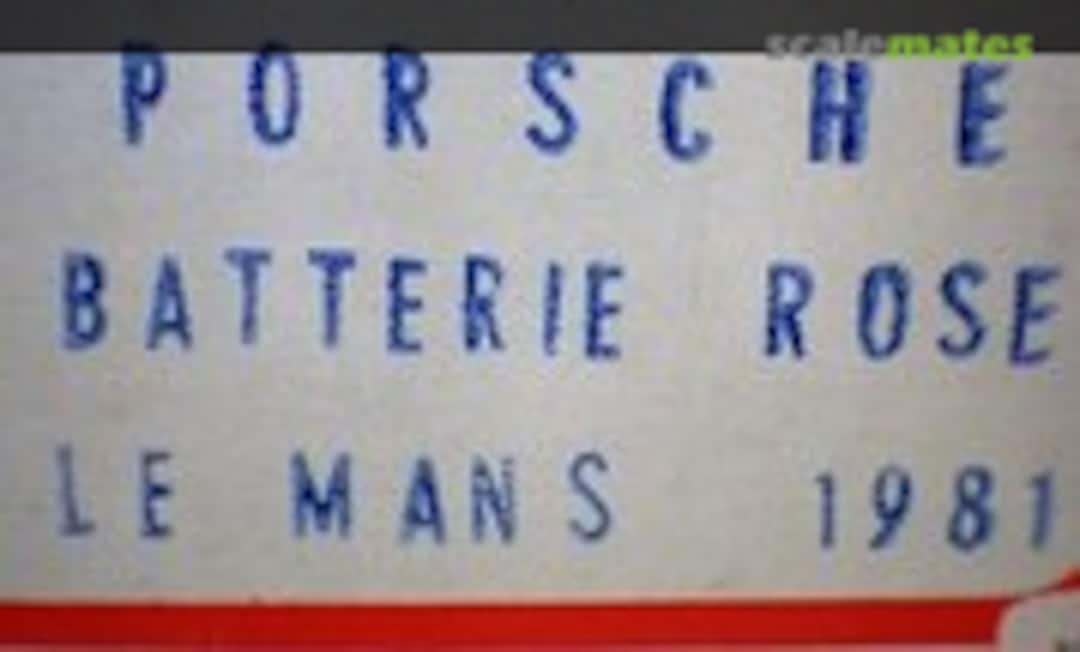 scalemates
PORSCHE
BATTERIE ROSE
LE MANS 1981